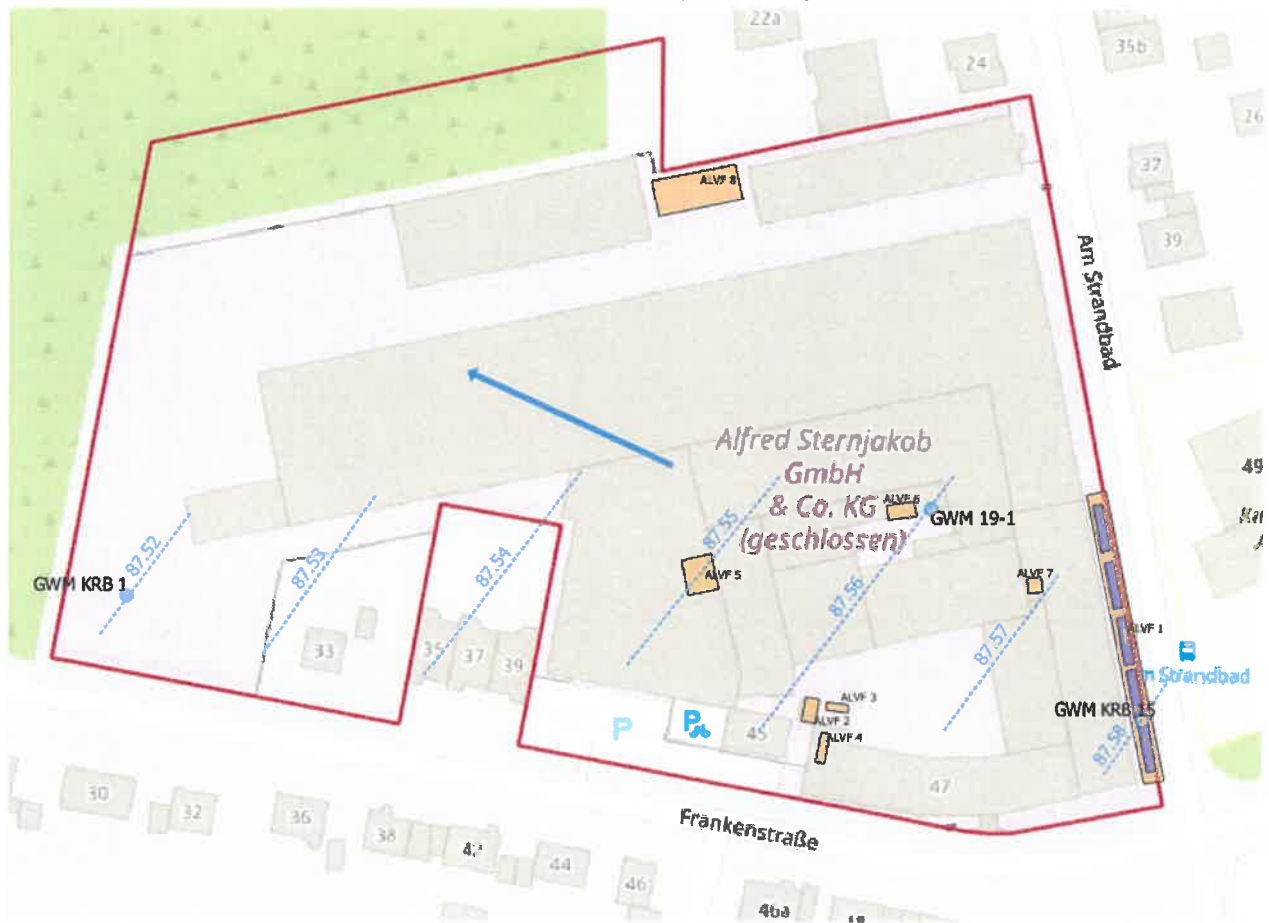 22a
35b
24
26
37
ALVF 8
39
Am Strandbad
Alfred Sternjakob
GmbH
& Co. KG
(geschlossen)
49
ALVF 6
GWM 19-1
87.52
87.53
87.54
87.55
87.56
87.57
87.58
GWM KRB 1
ALVF 5
ALVF 7
ALVF 1
33
35
37
39
Strandbad
ALVF 3
ALVF 2
ALVF 4
GWM KRB 15
P
P
45
47
30
32
36
38
42
44
46
Frankenstraße
46a